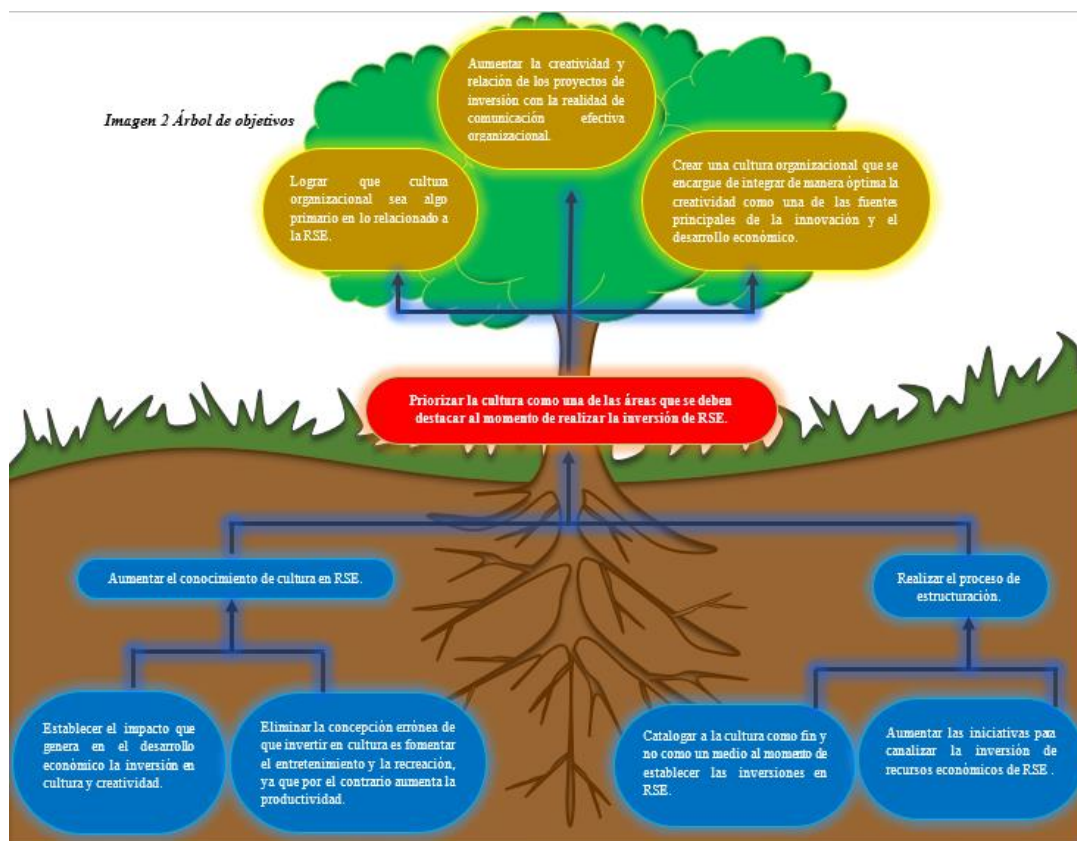 Aumentar la creatividad y
relación de los proyectos de
inversión con la realidad de
comunicación efectiva
organizacional.
Imagen 2 Árbol de objetivos
Lograr que cultura
organizacional sea algo
primario en lo relacionado a
la RSE.
Crear una cultura organizacional que se
encargue de integrar de manera óptima la
creatividad como una de las fuentes
principales de la innovación y el
desarrollo económico.
Priorizar la cultura como una de las áreas que se deben
destacar al momento de realizar la inversión de RSE.
Aumentar el conocimiento de cultura en RSE.
Realizar el proceso de
estructuración.
Establecer el impacto que
genera en el desarrollo
económico la inversión en
cultura y creatividad.
Eliminar la concepción errónea de
que invertir en cultura es fomentar
el entretenimiento y la recreación,
ya que por el contrario aumenta la
productividad.
Catalogar a la cultura como fin y
no como un medio al momento de
establecer las inversiones en
RSE.
Aumentar las iniciativas para
canalizar la inversión de
recursos económicos de RSE .